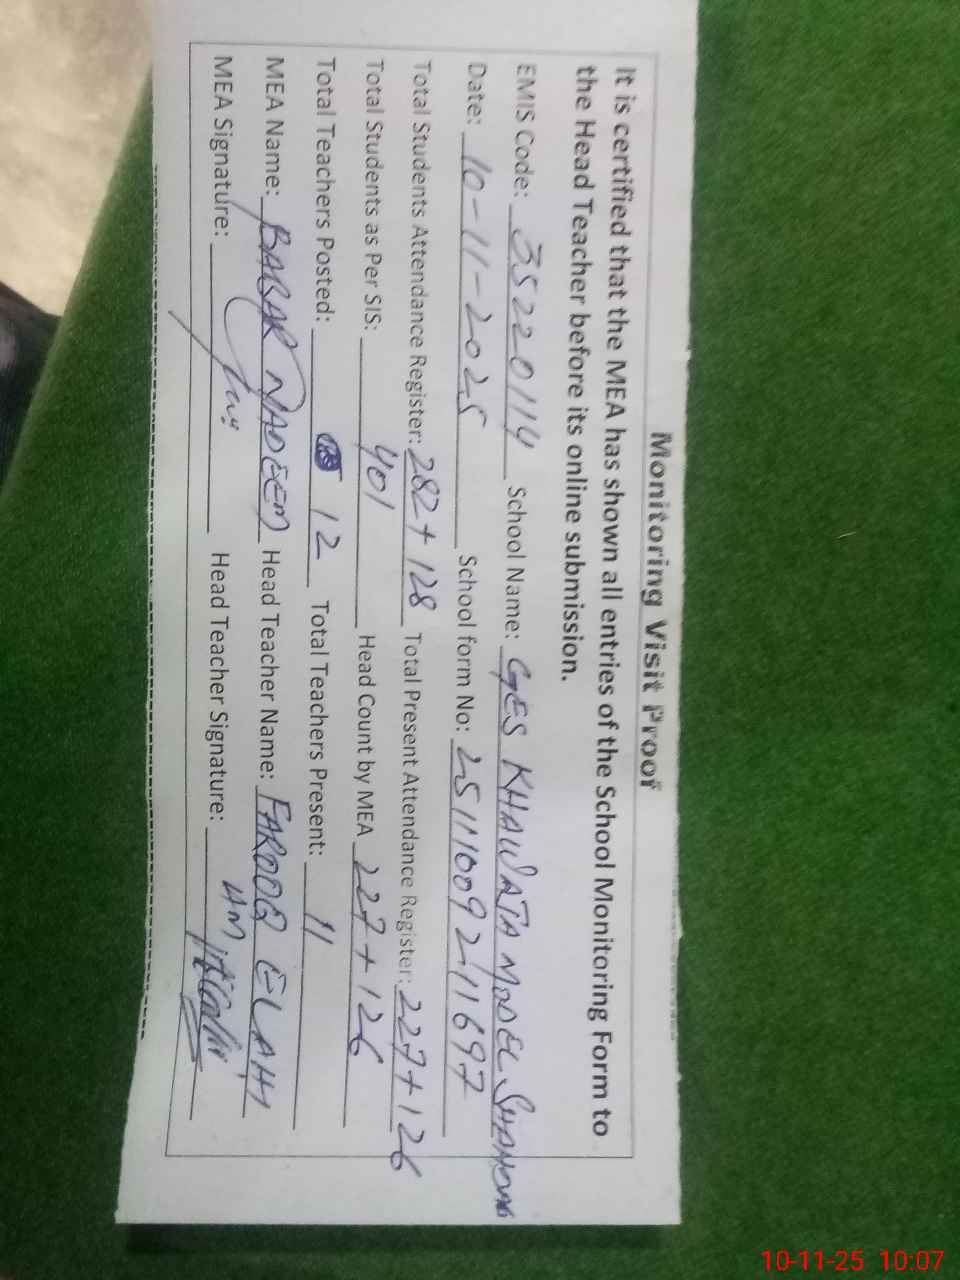 Monitoring Visit Proof
It is certified that the MEA has shown all entries of the School Monitoring Form to
the Head Teacher before its online submission.
EMIS Code: 35220114 School Name: GES KHAWAJA MODEL
Date: 10-11-2025 School form No: 25111009211697
Total Students Attendance Register: 282+128 Total Present Attendance Register: 227+126
Total Students as Per SIS: 401 Head Count by MEA 227+126
Total Teachers Posted: 12 Total Teachers Present: 11
MEA Name: BABAR NADEEM Head Teacher Name: FAROOQ ELAHI
MEA Signature: Head Teacher Signature: HM
10-11-25 10:07